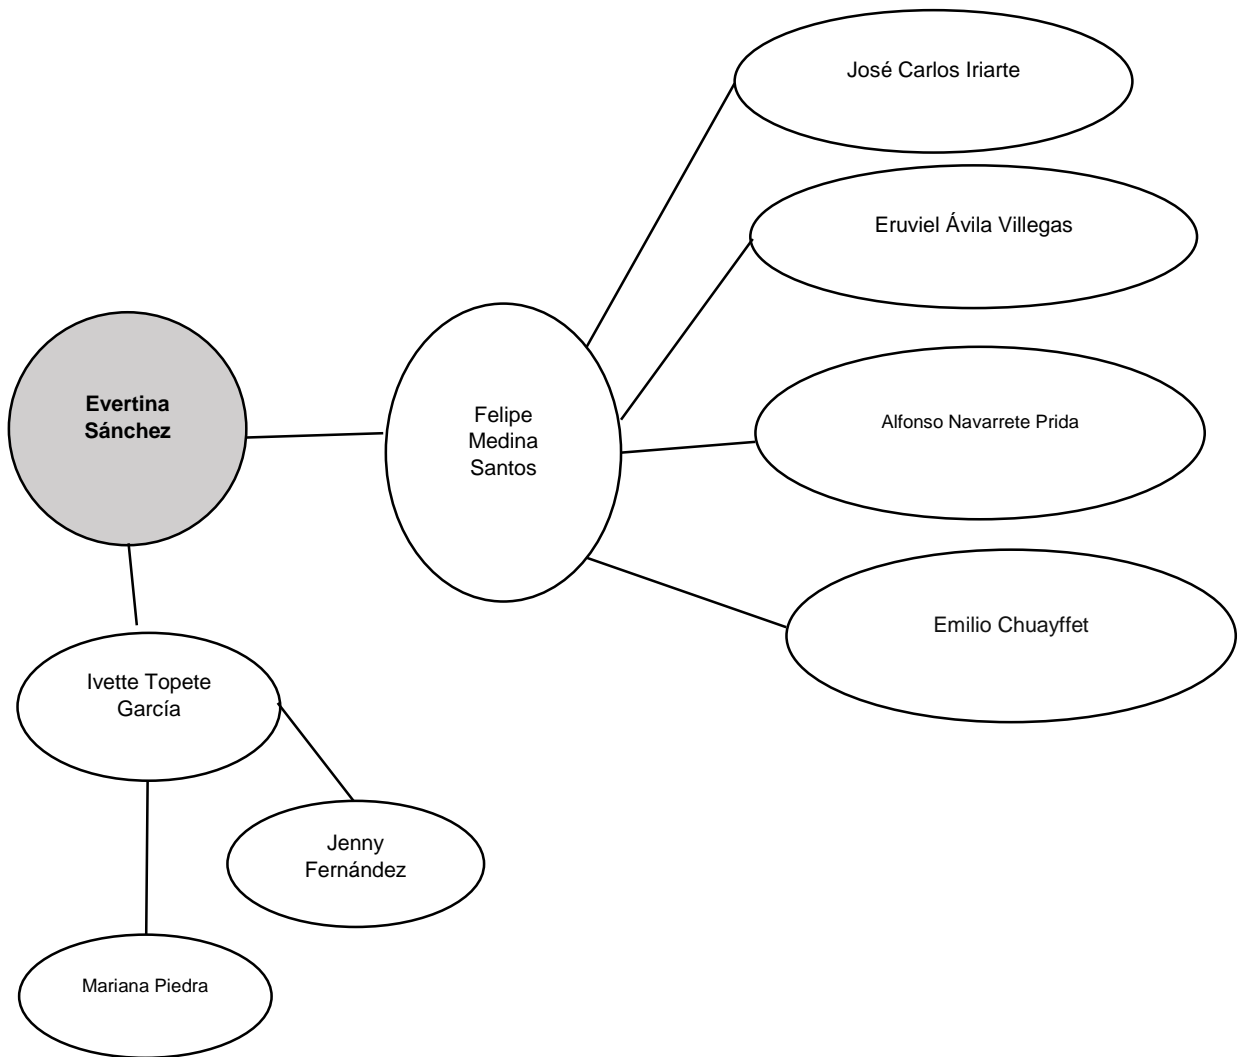 José Carlos Iriarte
Eruviel Ávila Villegas
Evertina
Sánchez
Felipe
Medina
Santos
Alfonso Navarrete Prida
Emilio Chuayffet
Ivette Topete
García
Jenny
Fernández
Mariana Piedra